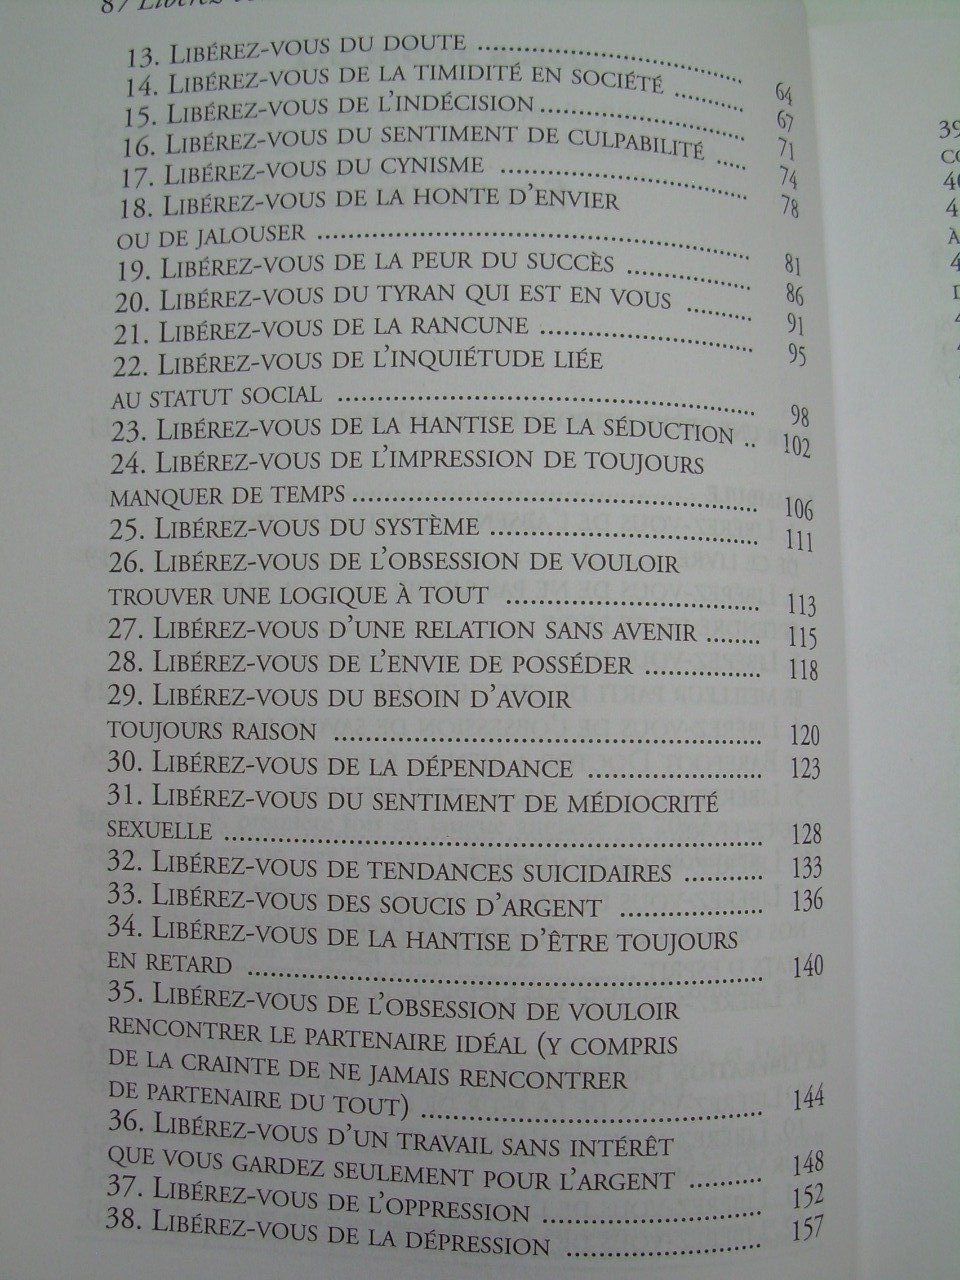 13. LIBÉREZ-VOUS DU DOUTE .......... 64
14. LIBÉREZ-VOUS DE LA TIMIDITÉ EN SOCIÉTÉ .......... 67
15. LIBÉREZ-VOUS DE L'INDÉCISION .......... 71
16. LIBÉREZ-VOUS DU SENTIMENT DE CULPABILITÉ ..... 74
17. LIBÉREZ-VOUS DU CYNISME .......... 78
18. LIBÉREZ-VOUS DE LA HONTE D'ENVIER
OU DE JALOUSER .......... 81
19. LIBÉREZ-VOUS DE LA PEUR DU SUCCÈS .......... 86
20. LIBÉREZ-VOUS DU TYRAN QUI EST EN VOUS .......... 91
21. LIBÉREZ-VOUS DE LA RANCUNE .......... 95
22. LIBÉREZ-VOUS DE L'INQUIÉTUDE LIÉE
AU STATUT SOCIAL .......... 98
23. LIBÉREZ-VOUS DE LA HANTISE DE LA SÉDUCTION .. 102
24. LIBÉREZ-VOUS DE L'IMPRESSION DE TOUJOURS
MANQUER DE TEMPS .......... 106
25. LIBÉREZ-VOUS DU SYSTÈME .......... 111
26. LIBÉREZ-VOUS DE L'OBSESSION DE VOULOIR
TROUVER UNE LOGIQUE À TOUT .......... 113
27. LIBÉREZ-VOUS D'UNE RELATION SANS AVENIR ........ 115
28. LIBÉREZ-VOUS DE L'ENVIE DE POSSÉDER .......... 118
29. LIBÉREZ-VOUS DU BESOIN D'AVOIR
TOUJOURS RAISON .......... 120
30. LIBÉREZ-VOUS DE LA DÉPENDANCE .......... 123
31. LIBÉREZ-VOUS DU SENTIMENT DE MÉDIOCRITÉ
SEXUELLE .......... 128
32. LIBÉREZ-VOUS DE TENDANCES SUICIDAIRES .......... 133
33. LIBÉREZ-VOUS DES SOUCIS D'ARGENT .......... 136
34. LIBÉREZ-VOUS DE LA HANTISE D'ÊTRE TOUJOURS
EN RETARD .......... 140
35. LIBÉREZ-VOUS DE L'OBSESSION DE VOULOIR
RENCONTRER LE PARTENAIRE IDÉAL (Y COMPRIS
DE LA CRAINTE DE NE JAMAIS RENCONTRER
DE PARTENAIRE DU TOUT) .......... 144
36. LIBÉREZ-VOUS D'UN TRAVAIL SANS INTÉRÊT
QUE VOUS GARDEZ SEULEMENT POUR L'ARGENT .......... 148
37. LIBÉREZ-VOUS DE L'OPPRESSION .......... 152
38. LIBÉREZ-VOUS DE LA DÉPRESSION .......... 157
39